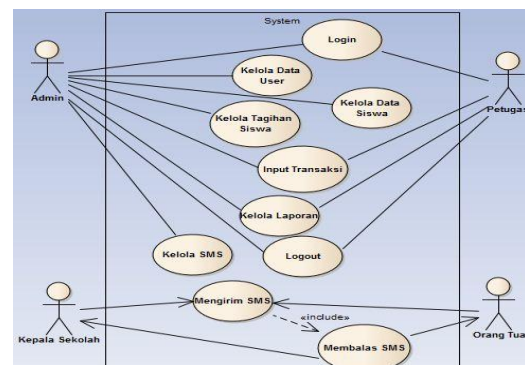 System
Login
Kelola Data
User
Admin
Kelola Data
Siswa
Petugas
Kelola Tagihan
Siswa
Input Transaksi
Kelola Laporan
Kelola SMS
Logout
Mengirim SMS
«include»
Kepala Sekolah
Membalas SMS
Orang Tua